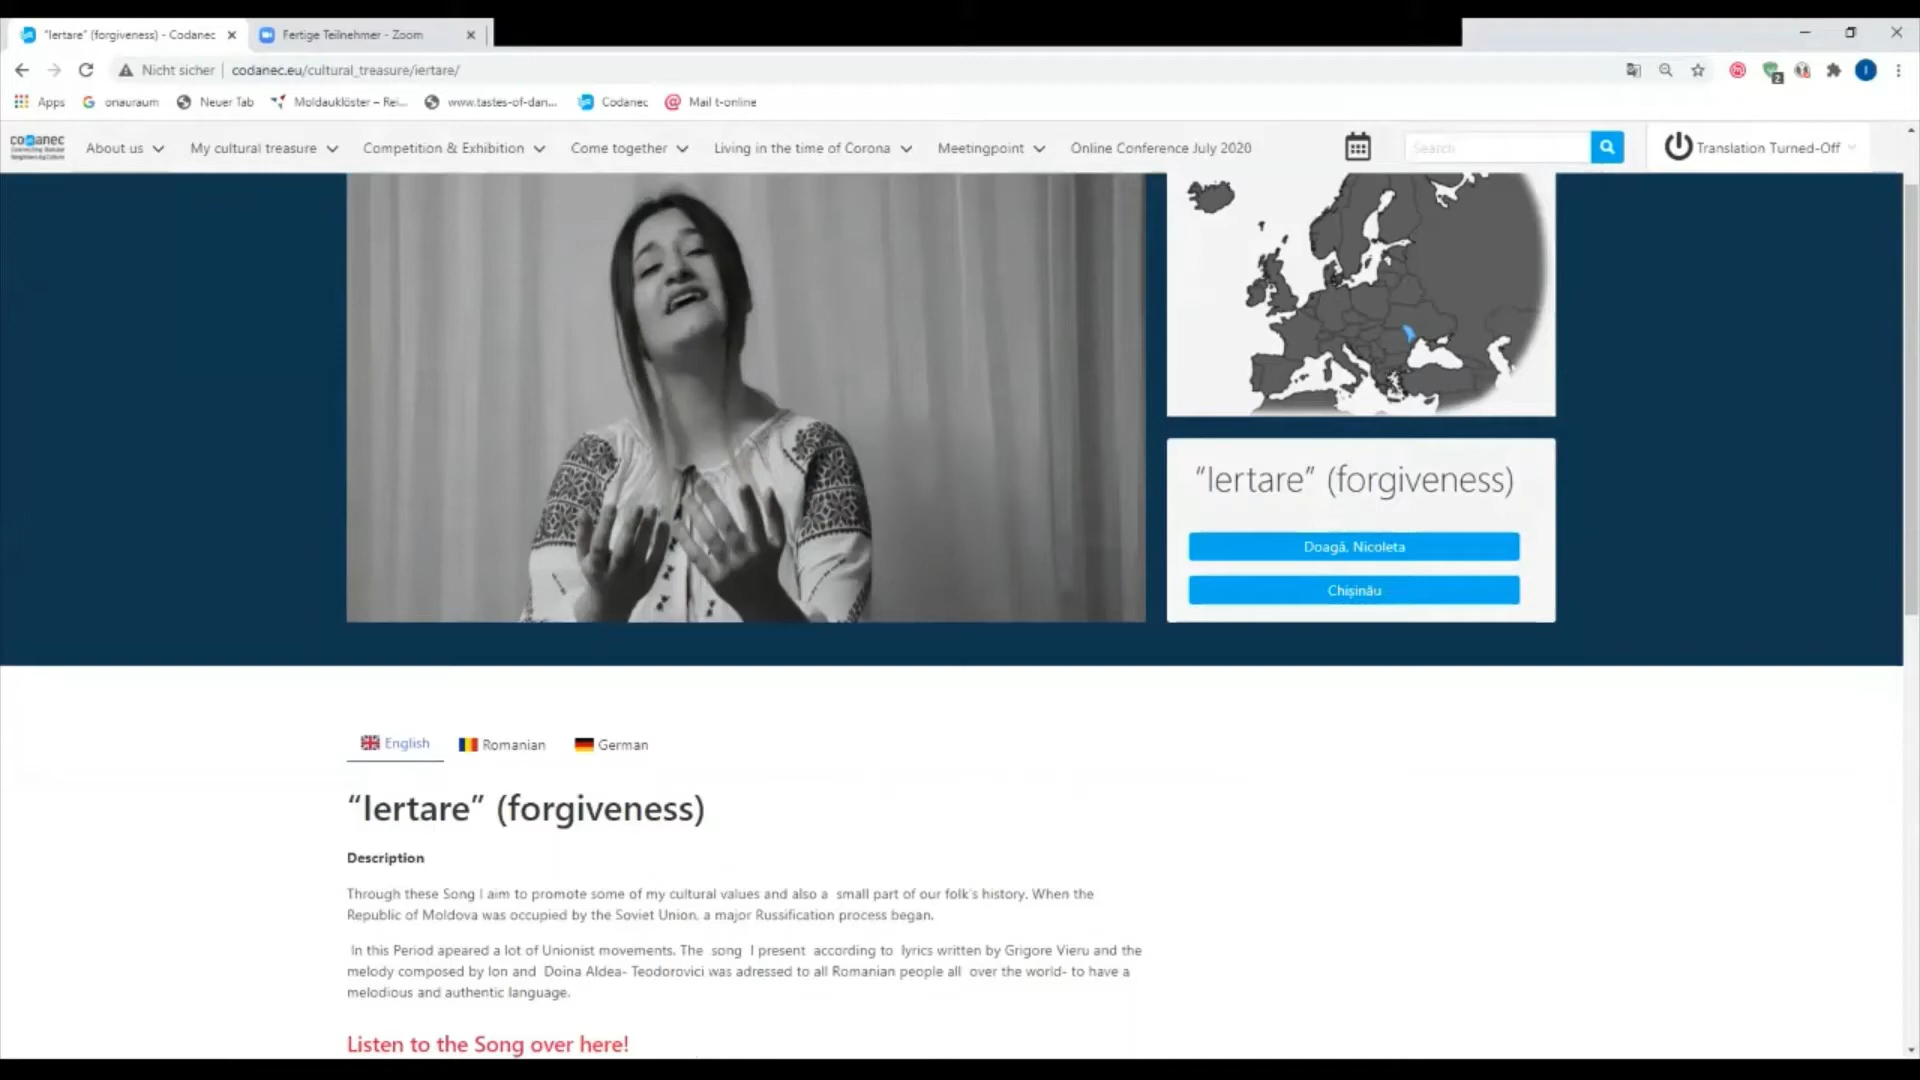 "Iertare" (forgiveness) - Codanec
Fertige Teilnehmer - Zoom
Nicht sicher
codanec.eu/cultural_treasure/iertare/
2
I
Apps
onauraum
Neuer Tab
Moldauklöster – Rei...
www.tastes-of-dan...
Codanec
Mail t-online
codanec
About us
My cultural treasure
Competition & Exhibition
Come together
Living in the time of Corona
Meetingpoint
Online Conference July 2020
Search
Translation Turned-Off
"Iertare" (forgiveness)
Doagă, Nicoleta
Chișinău
English
Romanian
German
"Iertare" (forgiveness)
Description
Through these Song I aim to promote some of my cultural values and also a small part of our folk's history. When the
Republic of Moldova was occupied by the Soviet Union, a major Russification process began.
In this Period apeared a lot of Unionist movements. The song I present according to lyrics written by Grigore Vieru and the
melody composed by Ion and Doina Aldea- Teodorovici was adressed to all Romanian people all over the world- to have a
melodious and authentic language.
Listen to the Song over here!